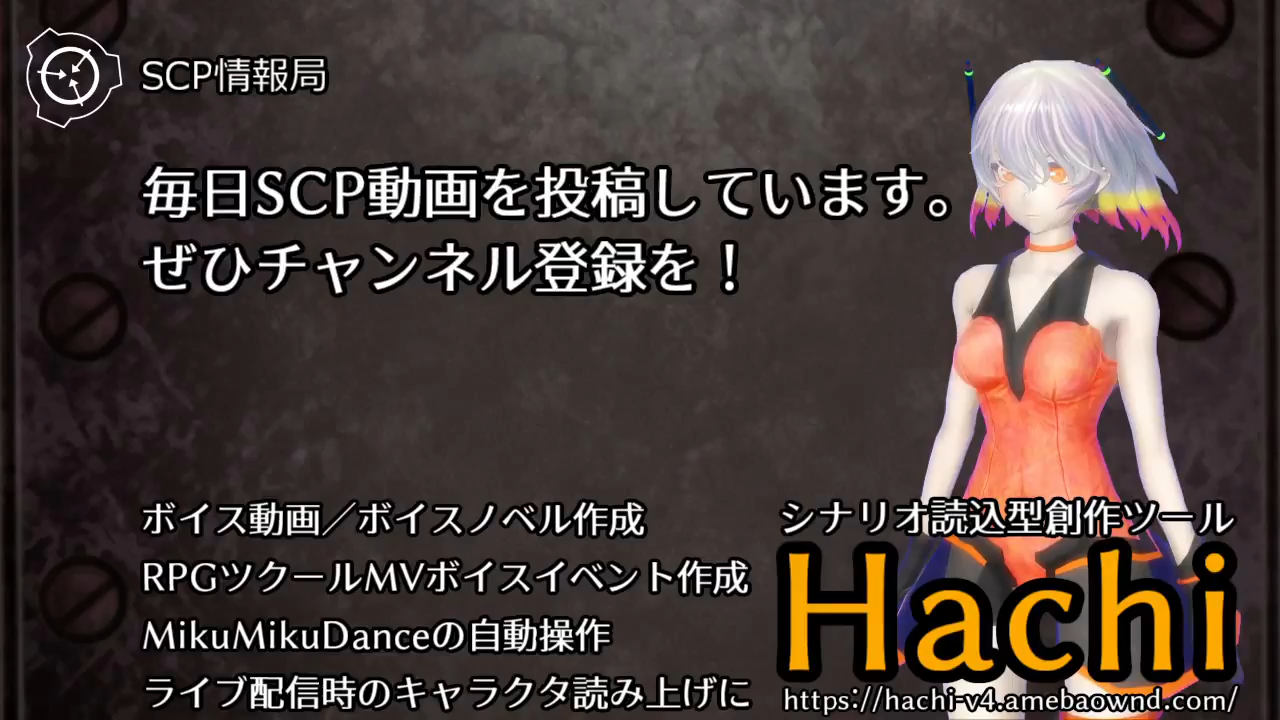 SCP情報局
毎日SCP動画を投稿しています。
ぜひチャンネル登録を！
ボイス動画／ボイスノベル作成
RPGツクールMVボイスイベント作成
MikuMikuDanceの自動操作
ライブ配信時のキャラクタ読み上げに
シナリオ読込型創作ツール
Hachi
https://hachi-v4.amebaownd.com/